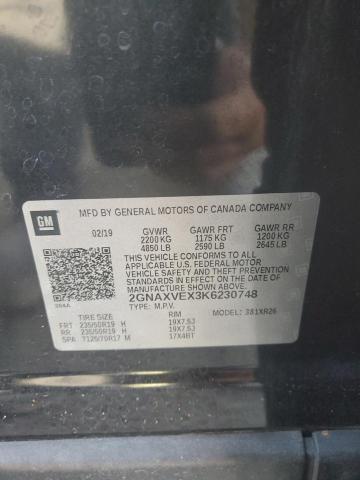 GM
MFD BY GENERAL MOTORS OF CANADA COMPANY
02/19 GVWR GAWR FRT GAWR RR
2200 KG 1175 KG 1200 KG
4850 LB 2590 LB 2645 LB
THIS VEHICLE CONFORMS TO ALL
APPLICABLE U.S. FEDERAL MOTOR
VEHICLE SAFETY, BUMPER, AND THEFT
PREVENTION STANDARDS IN EFFECT ON
THE DATE OF MANUFACTURE SHOWN ABOVE.
2GNAXVEX3K6230748
TYPE: M.P.V. MODEL: 381XR26
TIRE SIZE RIM
FRT 235/50R19 H 19X7.5J
RR 235/50R19 H 19X7.5J
SPA T125/70R17 M 17X4BT